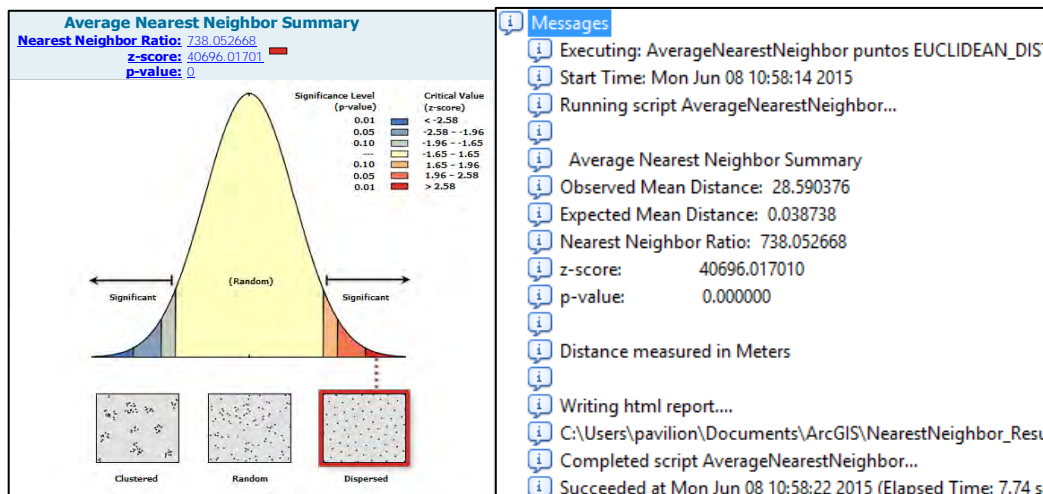 Average Nearest Neighbor Summary
Nearest Neighbor Ratio: 738.052668
z-score: 40696.01701
p-value: 0
Significance Level (p-value)
Critical Value (z-score)
0.01 < -2.58
0.05 -2.58 – -1.96
0.10 -1.96 – -1.65
— -1.65 – 1.65
0.10 1.65 – 1.96
0.05 1.96 – 2.58
0.01 > 2.58
(Random)
Significant
Significant
Clustered
Random
Dispersed
Messages
Executing: AverageNearestNeighbor puntos EUCLIDEAN_DIS
Start Time: Mon Jun 08 10:58:14 2015
Running script AverageNearestNeighbor...
Average Nearest Neighbor Summary
Observed Mean Distance: 28.590376
Expected Mean Distance: 0.038738
Nearest Neighbor Ratio: 738.052668
z-score: 40696.017010
p-value: 0.000000
Distance measured in Meters
Writing html report....
C:\Users\pavilion\Documents\ArcGIS\NearestNeighbor_Resu
Completed script AverageNearestNeighbor...
Succeeded at Mon Jun 08 10:58:22 2015 (Elapsed Time: 7.74 s